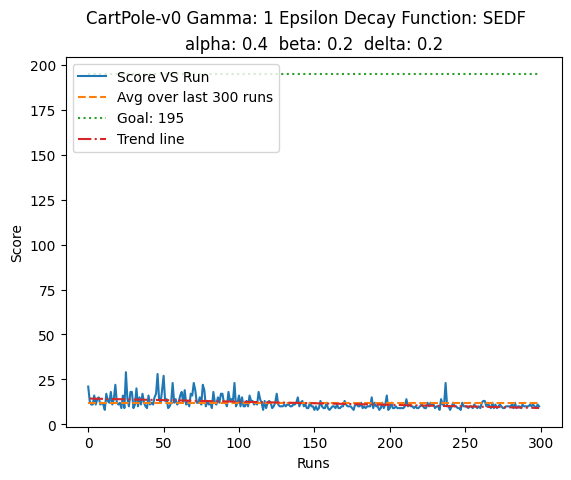 CartPole-v0 Gamma: 1 Epsilon Decay Function: SEDF
alpha: 0.4 beta: 0.2 delta: 0.2
Score VS Run
Avg over last 300 runs
Goal: 195
Trend line
200
175
150
125
100
75
50
25
0
Score
0
50
100
150
200
250
300
Runs